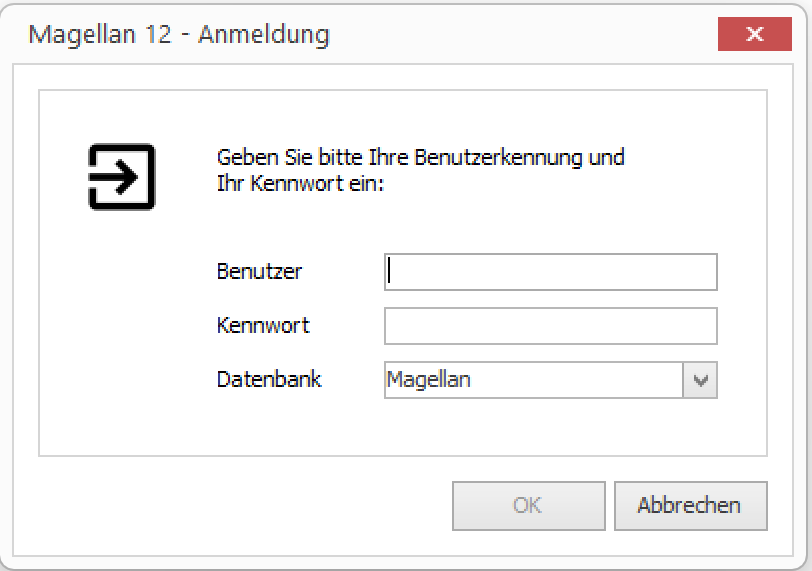 Magellan 12 - Anmeldung
Geben Sie bitte Ihre Benutzerkennung und
Ihr Kennwort ein:
Benutzer
Kennwort
Datenbank Magellan
OK Abbrechen